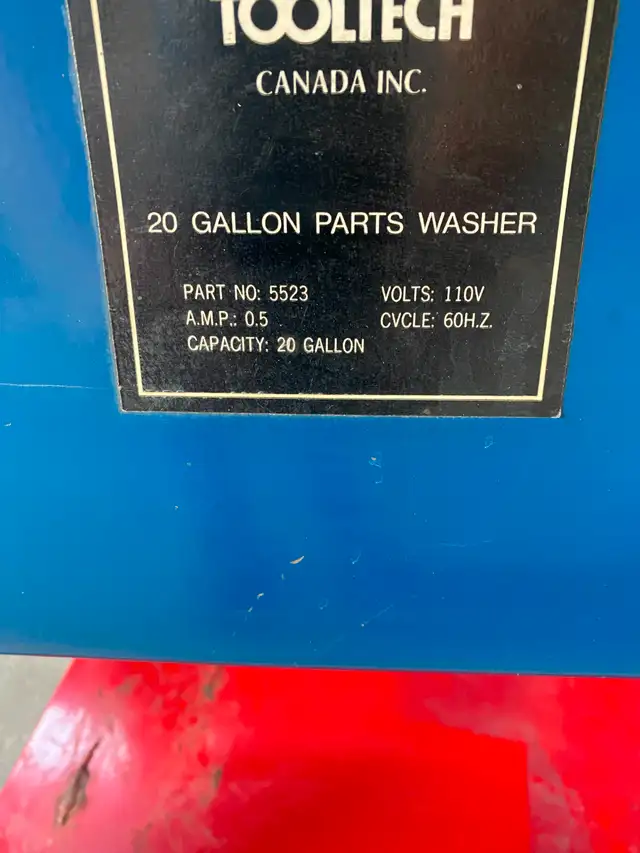 TOOLTECH
CANADA INC.
20 GALLON PARTS WASHER
PART NO: 5523 VOLTS: 110V
A.M.P.: 0.5 CVCLE: 60H.Z.
CAPACITY: 20 GALLON